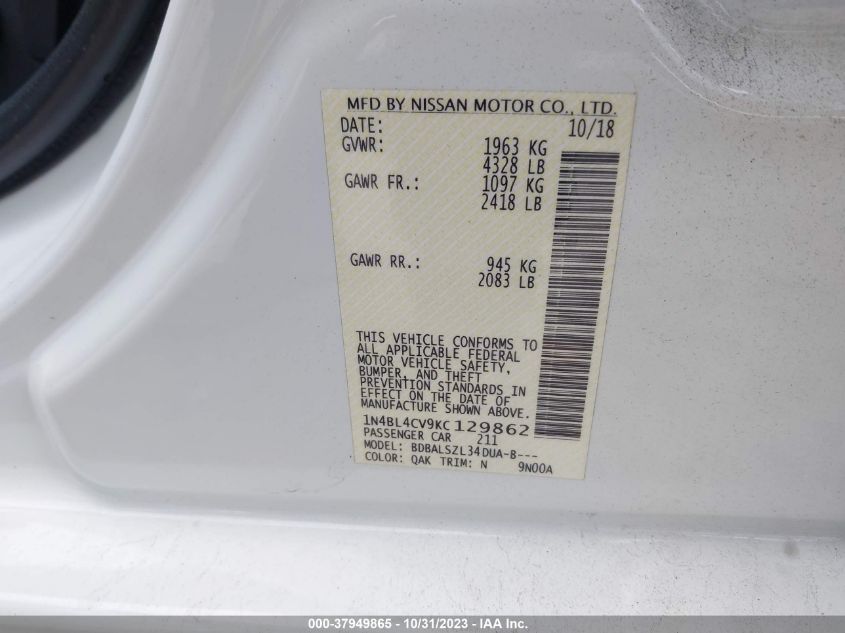 MFD BY NISSAN MOTOR CO., LTD.
DATE: 10/18
GVWR: 1963 KG
4328 LB
GAWR FR.: 1097 KG
2418 LB
GAWR RR.: 945 KG
2083 LB
THIS VEHICLE CONFORMS TO
ALL APPLICABLE FEDERAL
MOTOR VEHICLE SAFETY,
BUMPER, AND THEFT
PREVENTION STANDARDS IN
EFFECT ON THE DATE OF
MANUFACTURE SHOWN ABOVE.
1N4BL4CV9KC129862
PASSENGER CAR 211
MODEL: BDBALSZL34DUA-B---
COLOR: QAK TRIM: N 9N00A
000-37949865 - 10/31/2023 - IAA Inc.